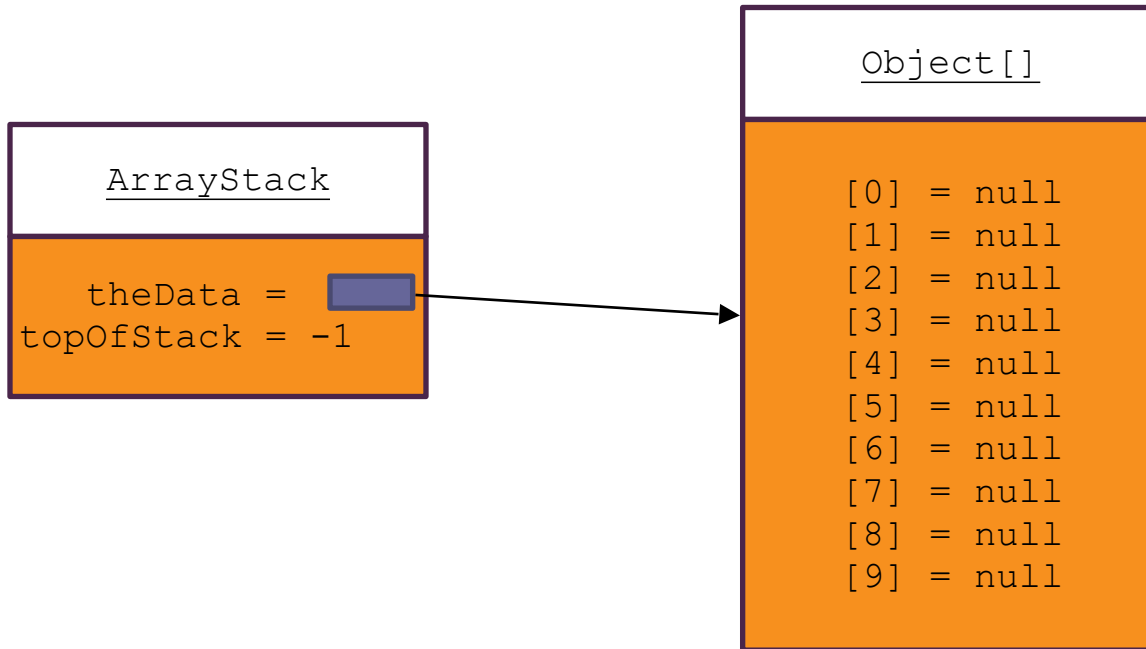 ArrayStack
theData =
topOfStack = -1
Object[]
[0] = null
[1] = null
[2] = null
[3] = null
[4] = null
[5] = null
[6] = null
[7] = null
[8] = null
[9] = null